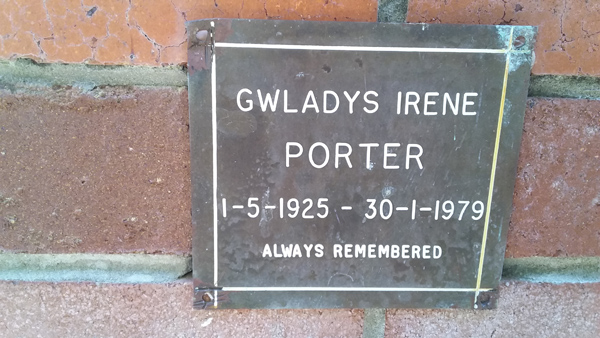 GWLADYS IRENE
PORTER
1-5-1925 - 30-1-1979
ALWAYS REMEMBERED